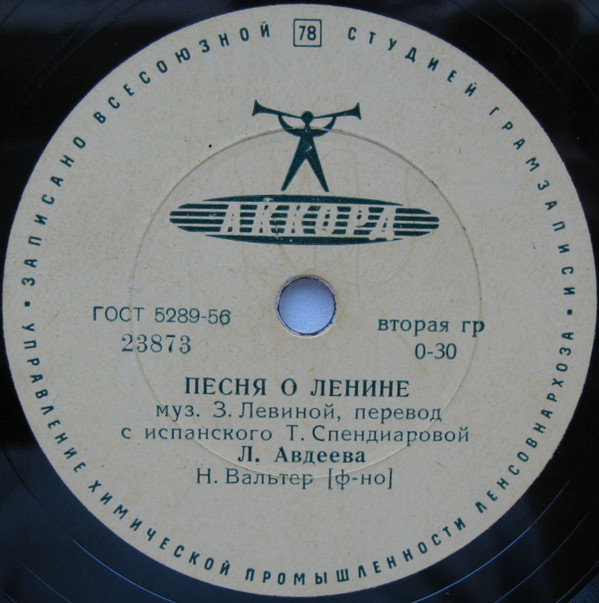 • ЗАПИСАНО ВСЕСОЮЗНОЙ 78 СТУДИЕЙ ГРАМЗАПИСИ •
АККОРД
ГОСТ 5289-56
23873
вторая гр
0-30
ПЕСНЯ О ЛЕНИНЕ
муз. З. Левиной, перевод
с испанского Т. Спендиаровой
Л. Авдеева
Н. Вальтер [ф-но]
УПРАВЛЕНИЕ ХИМИЧЕСКОЙ ПРОМЫШЛЕННОСТИ ЛЕНСОВНАРХОЗА